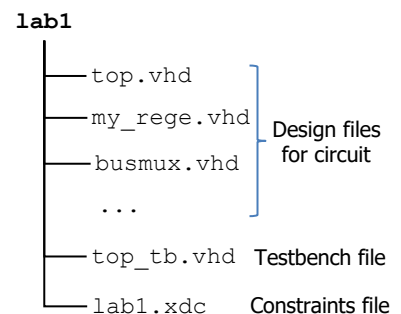 lab1
top.vhd
my_rege.vhd
busmux.vhd
...
Design files
for circuit
top_tb.vhd Testbench file
lab1.xdc Constraints file